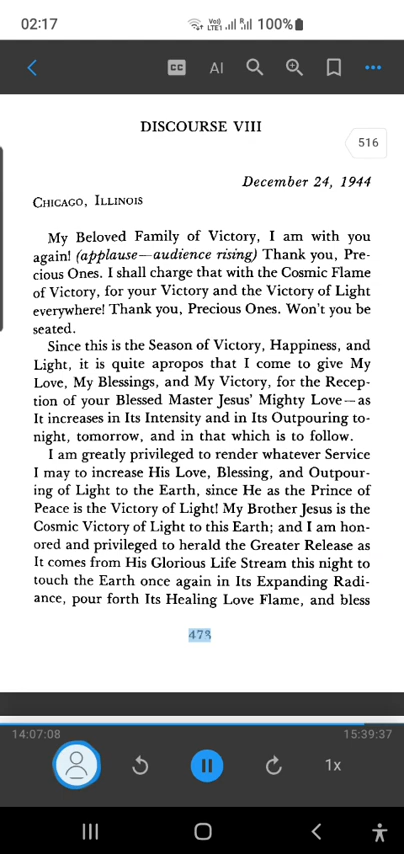 02:17
Vo)) LTE1 R 100%
CC AI
DISCOURSE VIII
516
December 24, 1944
CHICAGO, ILLINOIS
My Beloved Family of Victory, I am with you
again! (applause—audience rising) Thank you, Pre-
cious Ones. I shall charge that with the Cosmic Flame
of Victory, for your Victory and the Victory of Light
everywhere! Thank you, Precious Ones. Won't you be
seated.
Since this is the Season of Victory, Happiness, and
Light, it is quite apropos that I come to give My
Love, My Blessings, and My Victory, for the Recep-
tion of your Blessed Master Jesus' Mighty Love—as
It increases in Its Intensity and in Its Outpouring to-
night, tomorrow, and in that which is to follow.
I am greatly privileged to render whatever Service
I may to increase His Love, Blessing, and Outpour-
ing of Light to the Earth, since He as the Prince of
Peace is the Victory of Light! My Brother Jesus is the
Cosmic Victory of Light to this Earth; and I am hon-
ored and privileged to herald the Greater Release as
It comes from His Glorious Life Stream this night to
touch the Earth once again in Its Expanding Radi-
ance, pour forth Its Healing Love Flame, and bless
473
14:07:08
15:39:37
1x